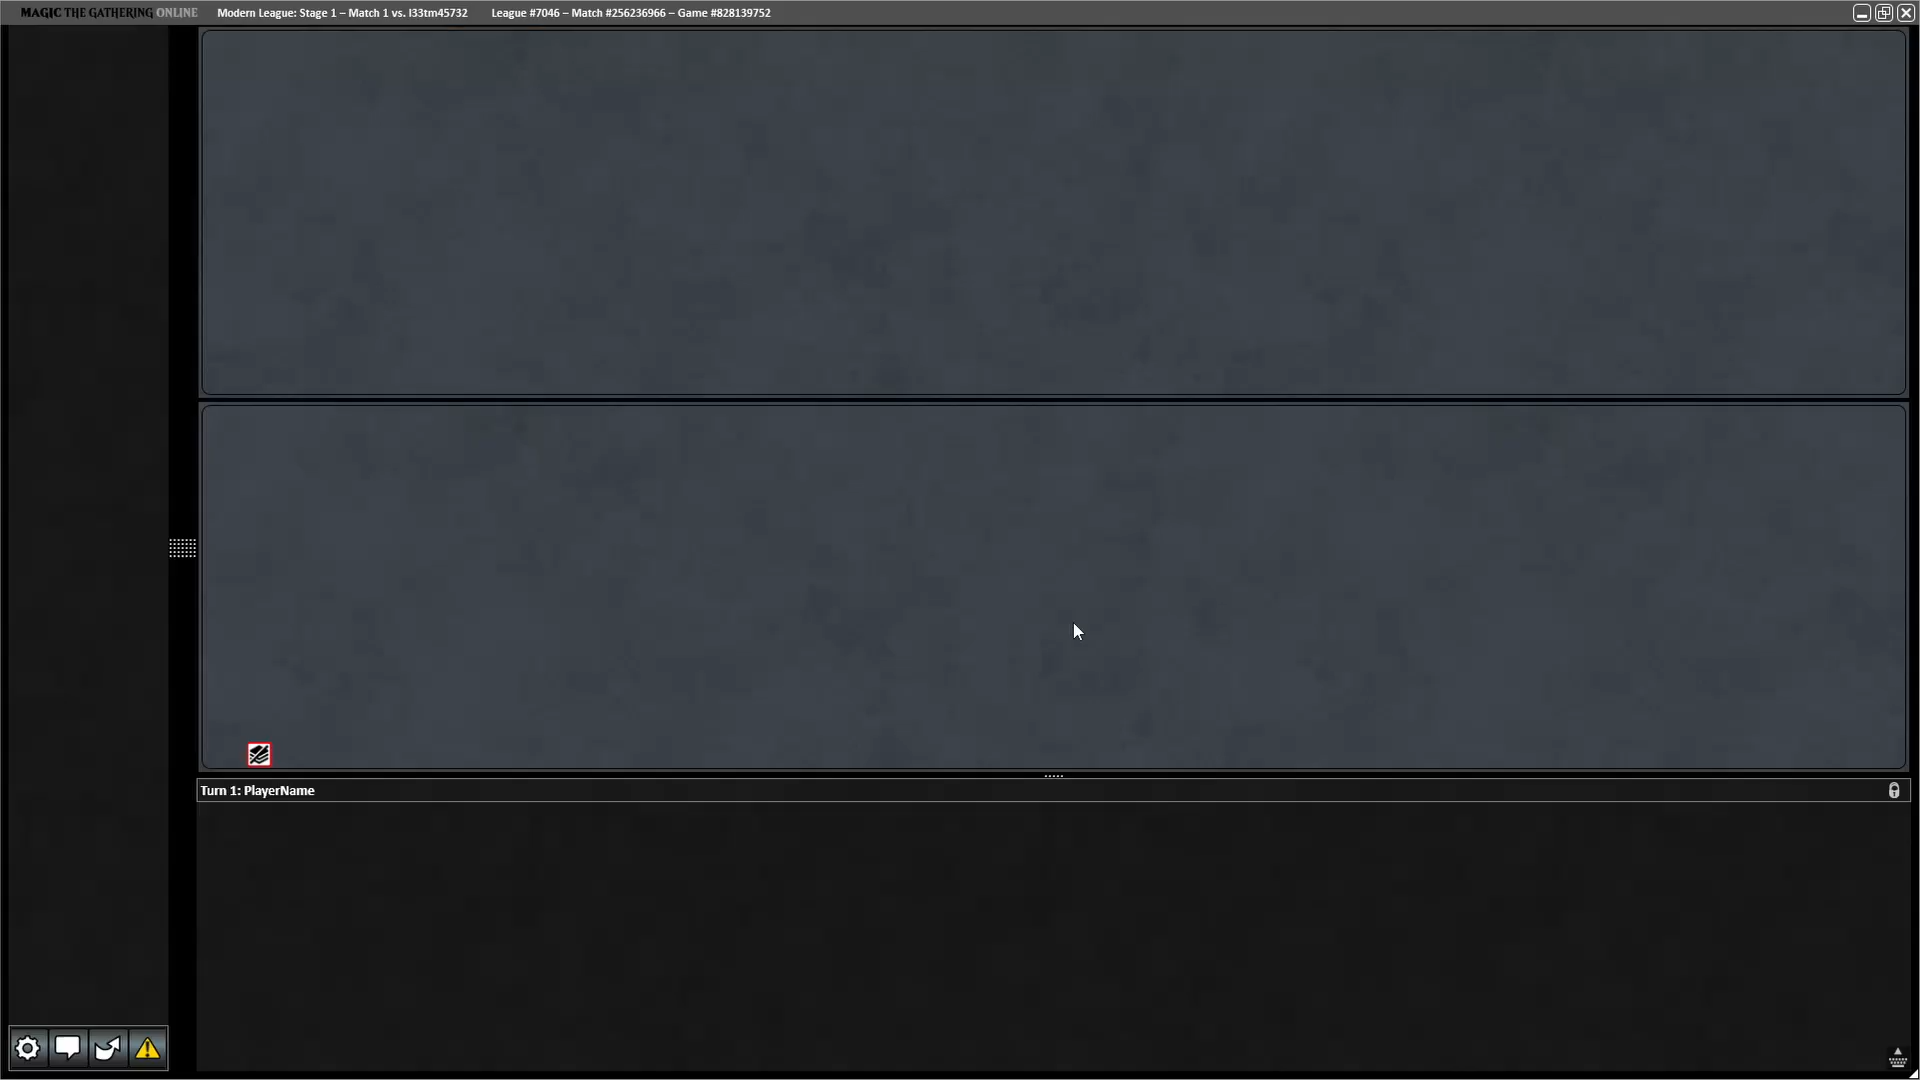 MAGIC THE GATHERING ONLINE
Modern League: Stage 1 – Match 1 vs. l33tm45732
League #7046 – Match #256236966 – Game #828139752
Turn 1: PlayerName